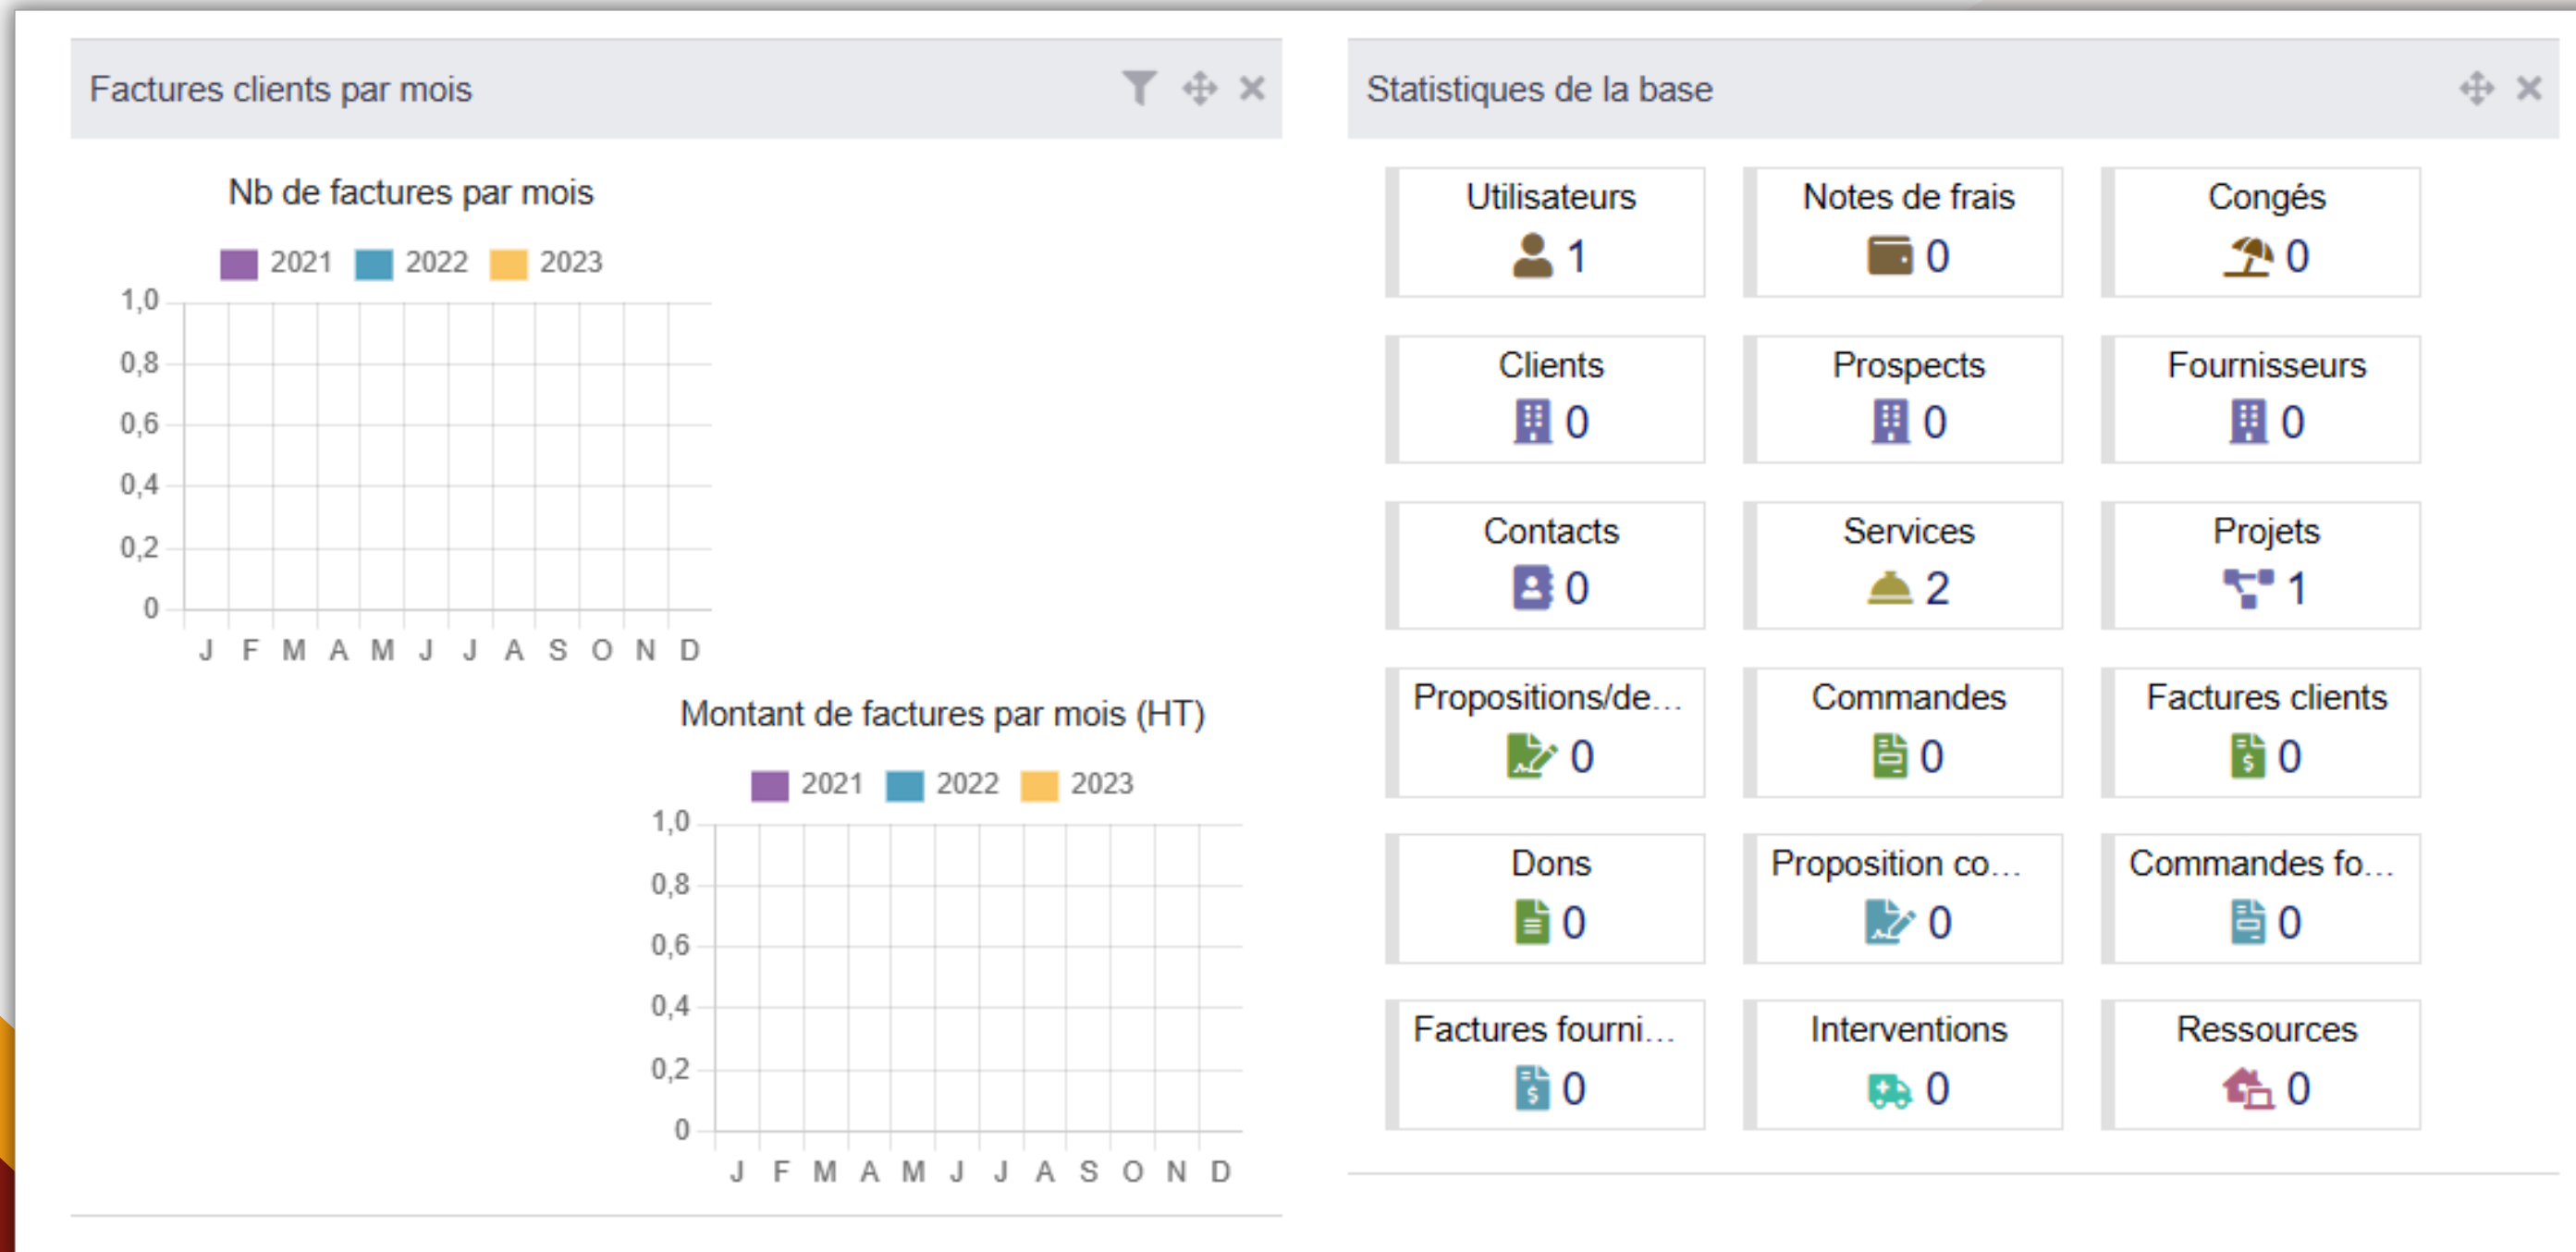 Factures clients par mois
Nb de factures par mois
2021 2022 2023
1,0
0,8
0,6
0,4
0,2
0
J F M A M J J A S O N D
Montant de factures par mois (HT)
2021 2022 2023
1,0
0,8
0,6
0,4
0,2
0
J F M A M J J A S O N D
Statistiques de la base
Utilisateurs
1
Notes de frais
0
Congés
0
Clients
0
Prospects
0
Fournisseurs
0
Contacts
0
Services
2
Projets
1
Propositions/de...
0
Commandes
0
Factures clients
0
Dons
0
Proposition co...
0
Commandes fo...
0
Factures fourni...
0
Interventions
0
Ressources
0